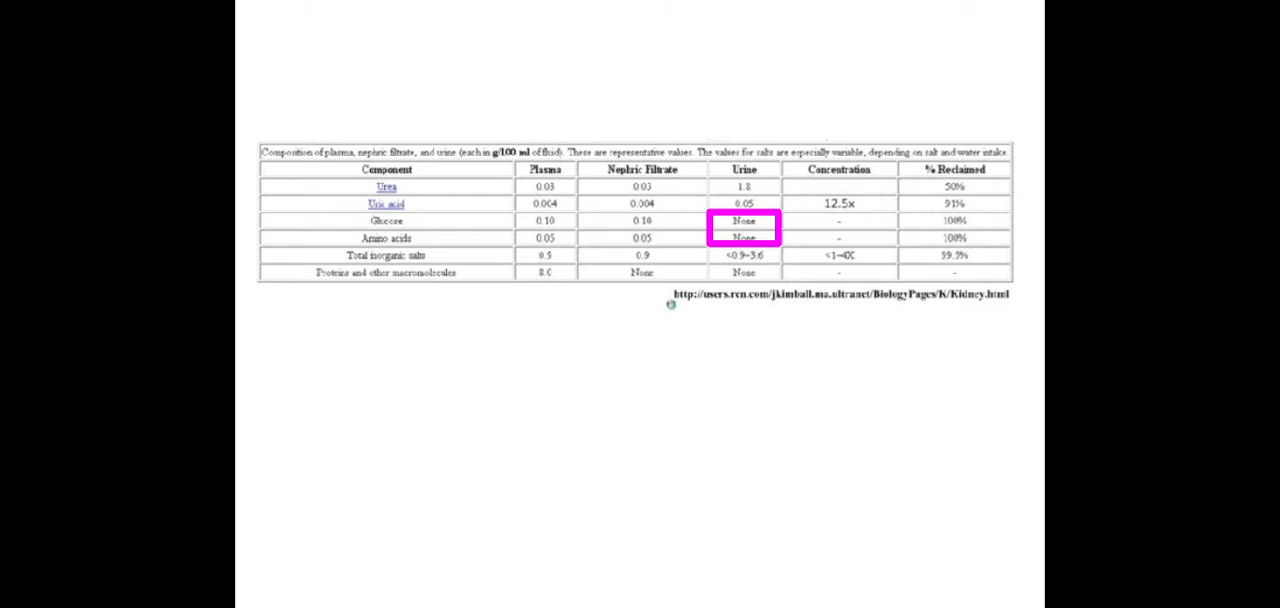 Composition of plasma, nephric filtrate, and urine (each in g/100 ml of fluid). These are representative values. The values for salts are especially variable, depending on salt and water intake.
Component Plasma Nephric Filtrate Urine Concentration % Reclaimed
Urea 0.03 0.03 1.8 50%
Uric acid 0.004 0.004 0.05 12.5x 91%
Glucose 0.10 0.10 None - 100%
Amino acids 0.05 0.05 None - 100%
Total inorganic salts 0.9 <0.9–3.6 99.5%
Proteins and other macromolecules 8.0 None None - -
http://users.rcn.com/jkimball.ma.ultranet/BiologyPages/K/Kidney.html